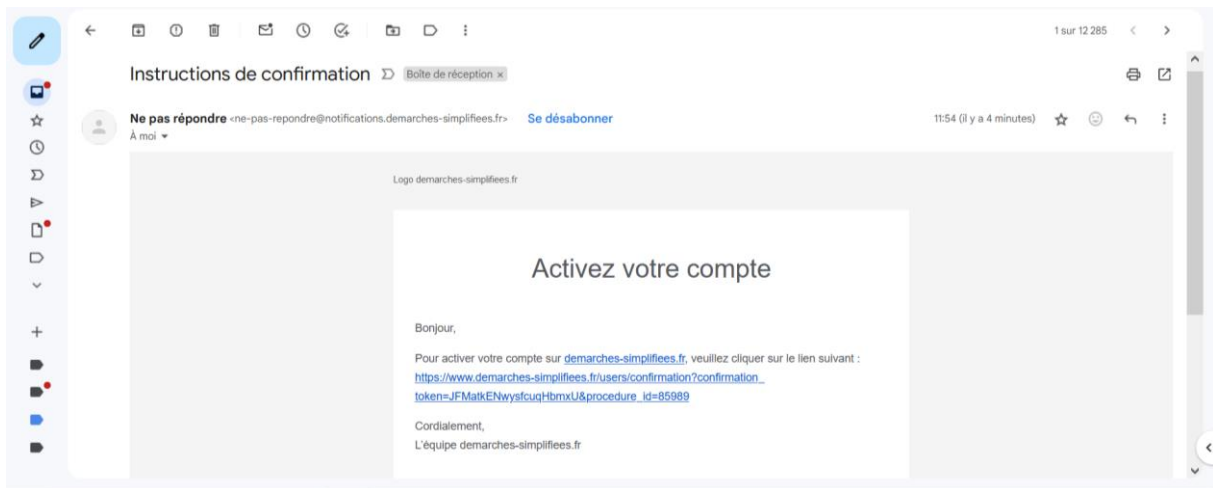 1 sur 12 285
Instructions de confirmation Boîte de réception ×
Ne pas répondre <ne-pas-repondre@notifications.demarches-simplifiees.fr> Se désabonner 11:54 (il y a 4 minutes)
À moi
Logo demarches-simplifiees.fr
Activez votre compte
Bonjour,
Pour activer votre compte sur demarches-simplifiees.fr, veuillez cliquer sur le lien suivant :
https://www.demarches-simplifiees.fr/users/confirmation?confirmation_
token=JFMatkENwysfcuqHbmxU&procedure_id=85989
Cordialement,
L'équipe demarches-simplifiees.fr